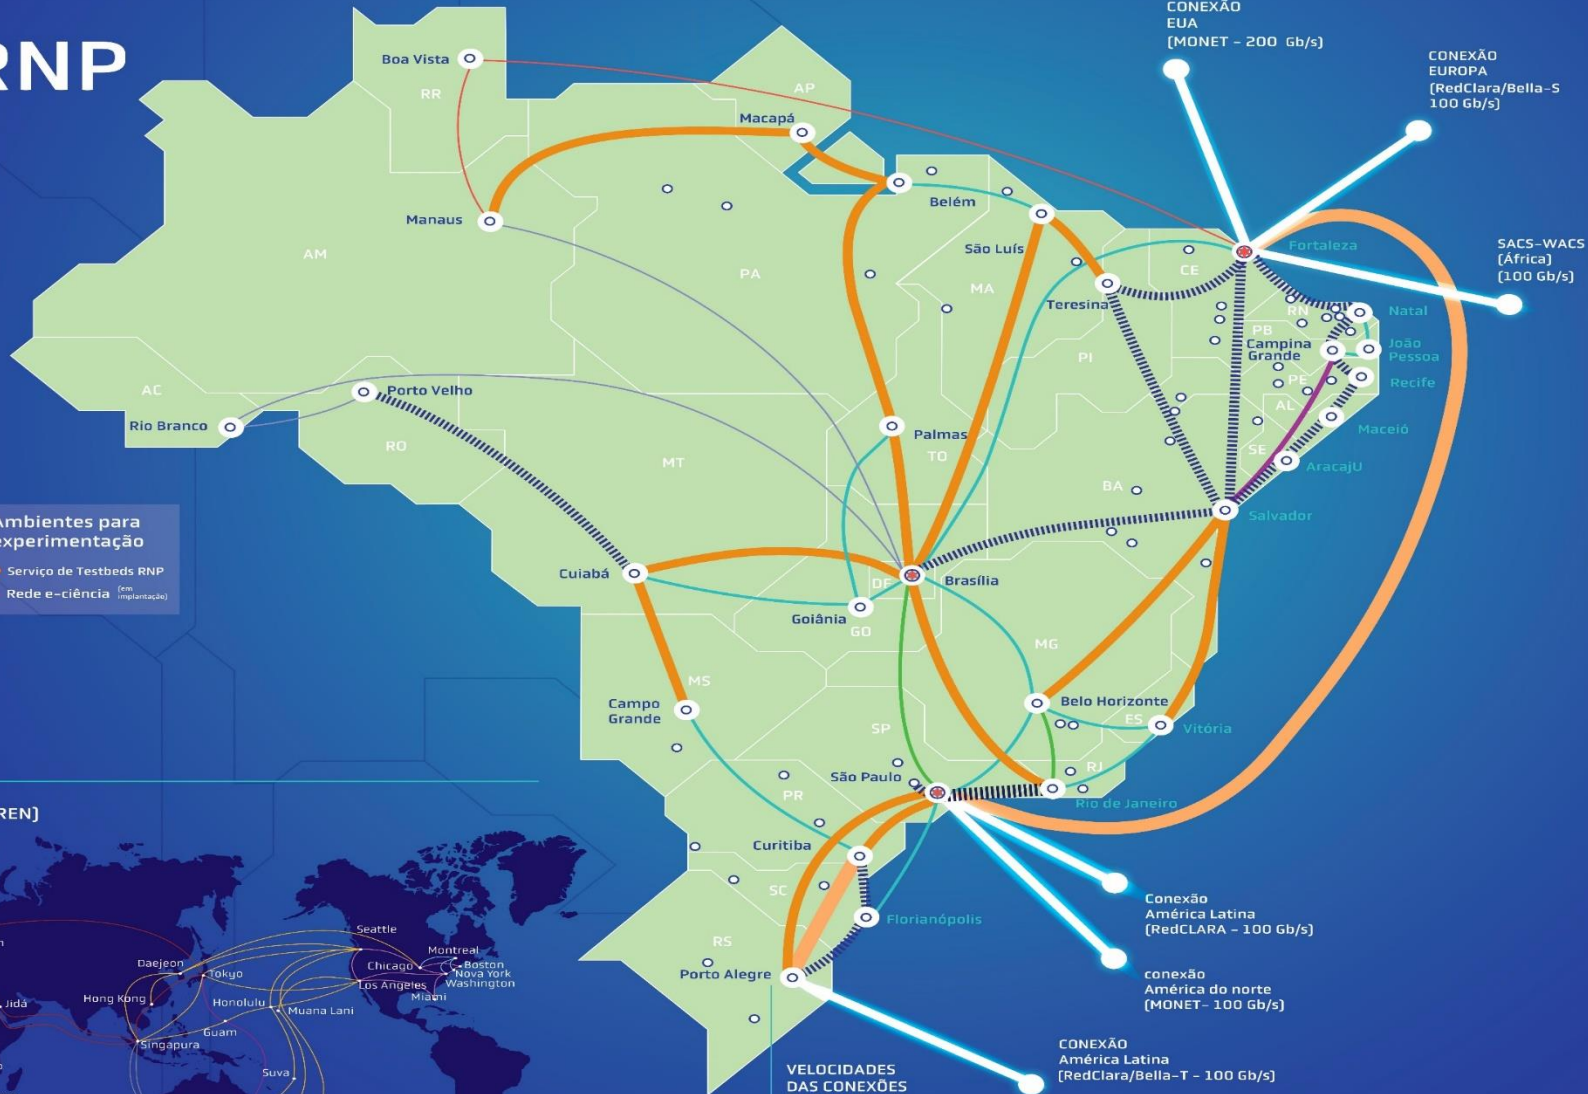 RNP
CONEXÃO
EUA
(MONET – 200 Gb/s)
CONEXÃO
EUROPA
(RedClara/Bella-S
100 Gb/s)
SACS-WACS
(África)
(100 Gb/s)
Boa Vista
RR
AP
Macapá
Manaus
Belém
São Luís
Fortaleza
AM
PA
MA
CE
Teresina
RN
Natal
PB
Campina
Grande
João
Pessoa
PI
PE
Recife
AC
Porto Velho
Rio Branco
RO
MT
Palmas
TO
AL
Maceió
SE
AracajU
BA
Salvador
Ambientes para
experimentação
Serviço de Testbeds RNP
Rede e-ciência (em
implantação)
Cuiabá
DF
Brasília
Goiânia
GO
MG
MS
Campo
Grande
Belo Horizonte
ES
Vitória
SP
São Paulo
RJ
Rio de Janeiro
PR
Curitiba
SC
Florianópolis
RS
Porto Alegre
Conexão
América Latina
(RedCLARA – 100 Gb/s)
conexão
América do norte
(MONET– 100 Gb/s)
CONEXÃO
América Latina
(RedClara/Bella-T – 100 Gb/s)
VELOCIDADES
DAS CONEXÕES
REN)
Seattle
Montreal
Daejeon
Chicago
Boston
Nova York
Tokyo
Washington
Los Angeles
Miami
Jidá
Hong Kong
Honolulu
Muana Lani
Guam
Singapura
Suva